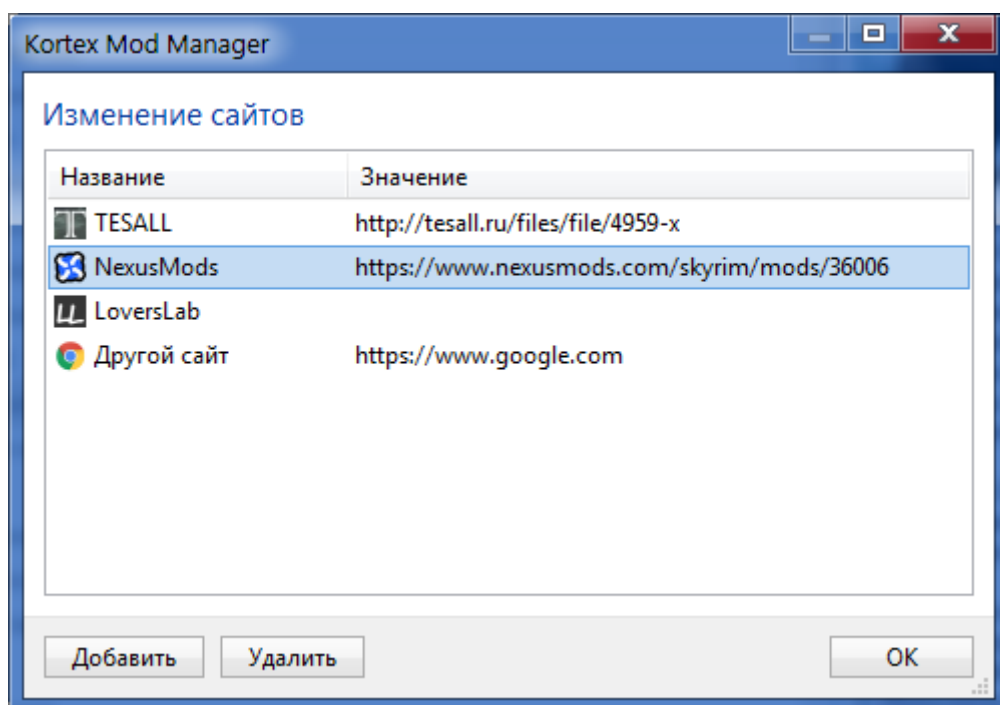 Kortex Mod Manager
Изменение сайтов
Название Значение
TESALL http://tesall.ru/files/file/4959-x
NexusMods https://www.nexusmods.com/skyrim/mods/36006
LoversLab
Другой сайт https://www.google.com
Добавить Удалить OK